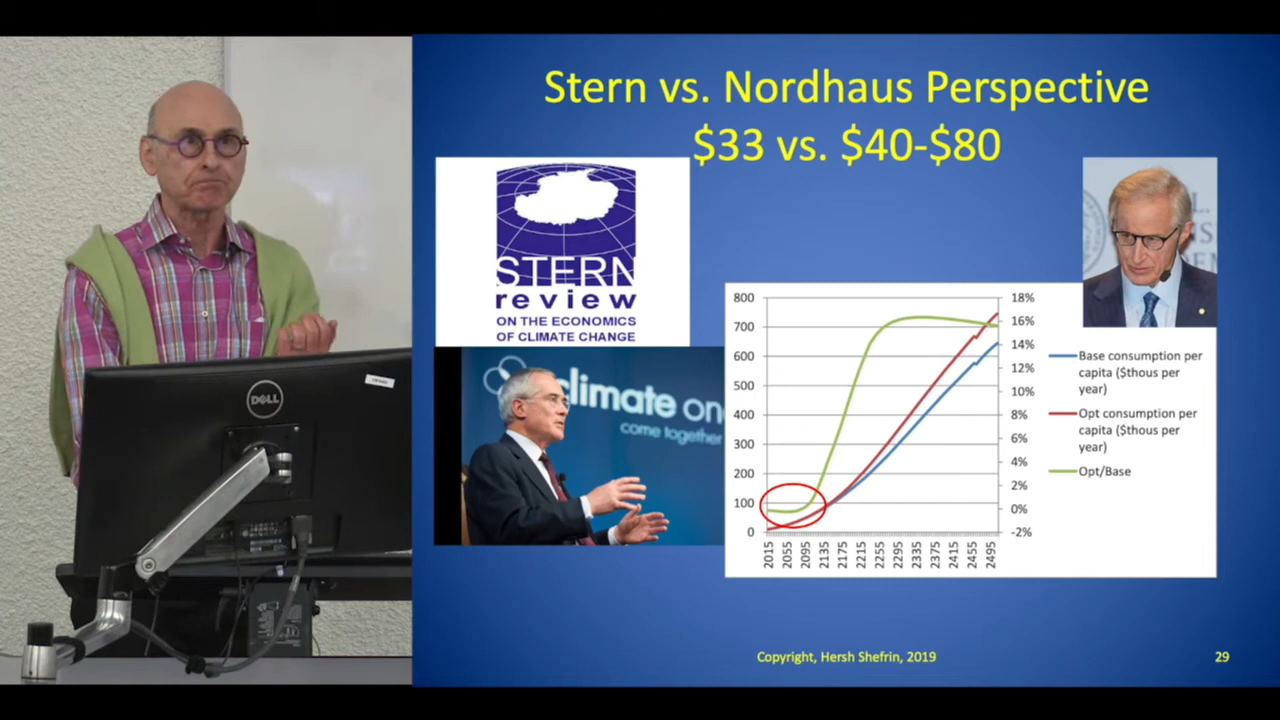 Stern vs. Nordhaus Perspective
$33 vs. $40-$80
STERN
review
ON THE ECONOMICS
OF CLIMATE CHANGE
climate on
come together
800
700
600
500
400
300
200
100
0
18%
16%
14%
12%
10%
8%
6%
4%
2%
0%
-2%
2015
2055
2095
2135
2175
2215
2255
2295
2335
2375
2415
2455
2495
Base consumption per
capita ($thous per
year)
Opt consumption per
capita ($thous per
year)
Opt/Base
DELL
Copyright, Hersh Shefrin, 2019
29